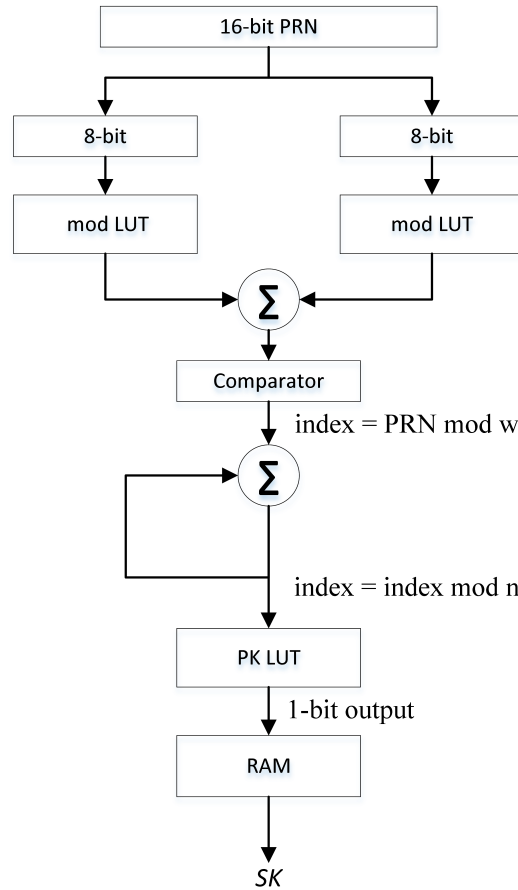 16-bit PRN
8-bit
8-bit
mod LUT
mod LUT
Σ
Comparator
index = PRN mod w
Σ
index = index mod n
PK LUT
1-bit output
RAM
SK